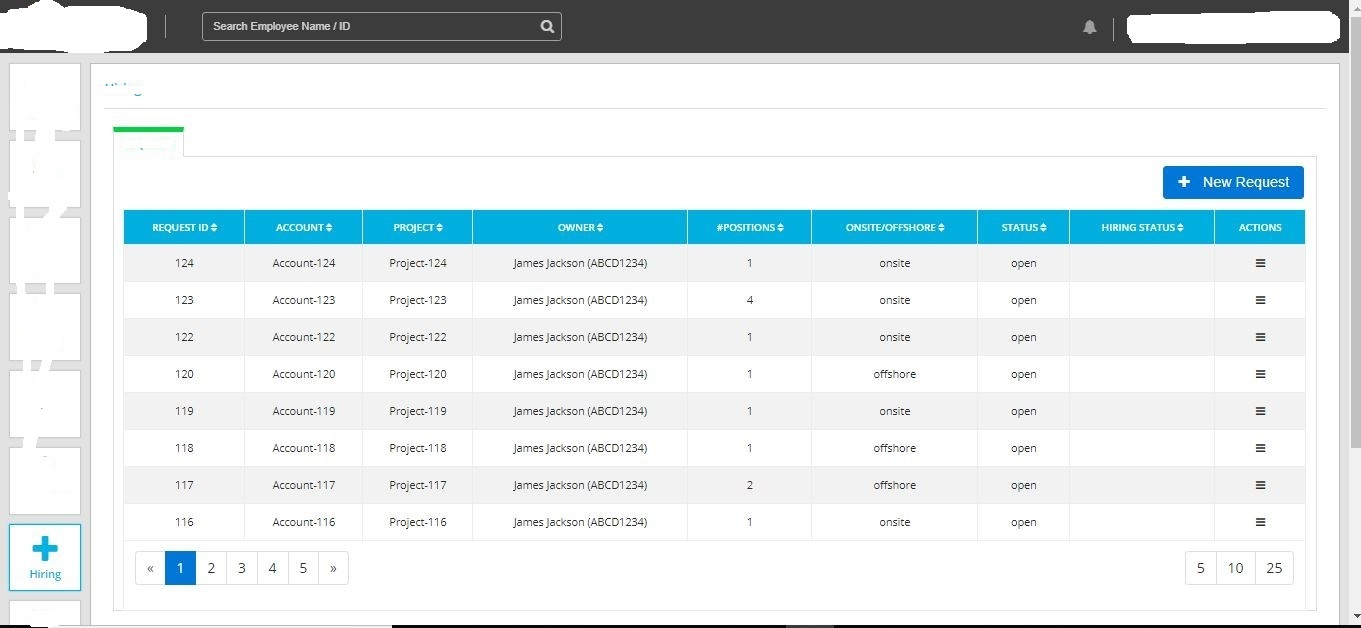 Search Employee Name / ID
New Request
REQUEST ID ACCOUNT PROJECT OWNER #POSITIONS ONSITE/OFFSHORE STATUS HIRING STATUS ACTIONS
124 Account-124 Project-124 James Jackson (ABCD1234) 1 onsite open
123 Account-123 Project-123 James Jackson (ABCD1234) 4 onsite open
122 Account-122 Project-122 James Jackson (ABCD1234) 1 onsite open
120 Account-120 Project-120 James Jackson (ABCD1234) 1 offshore open
119 Account-119 Project-119 James Jackson (ABCD1234) 1 onsite open
118 Account-118 Project-118 James Jackson (ABCD1234) 1 offshore open
117 Account-117 Project-117 James Jackson (ABCD1234) 2 offshore open
116 Account-116 Project-116 James Jackson (ABCD1234) 1 onsite open
« 1 2 3 4 5 » 5 10 25
Hiring